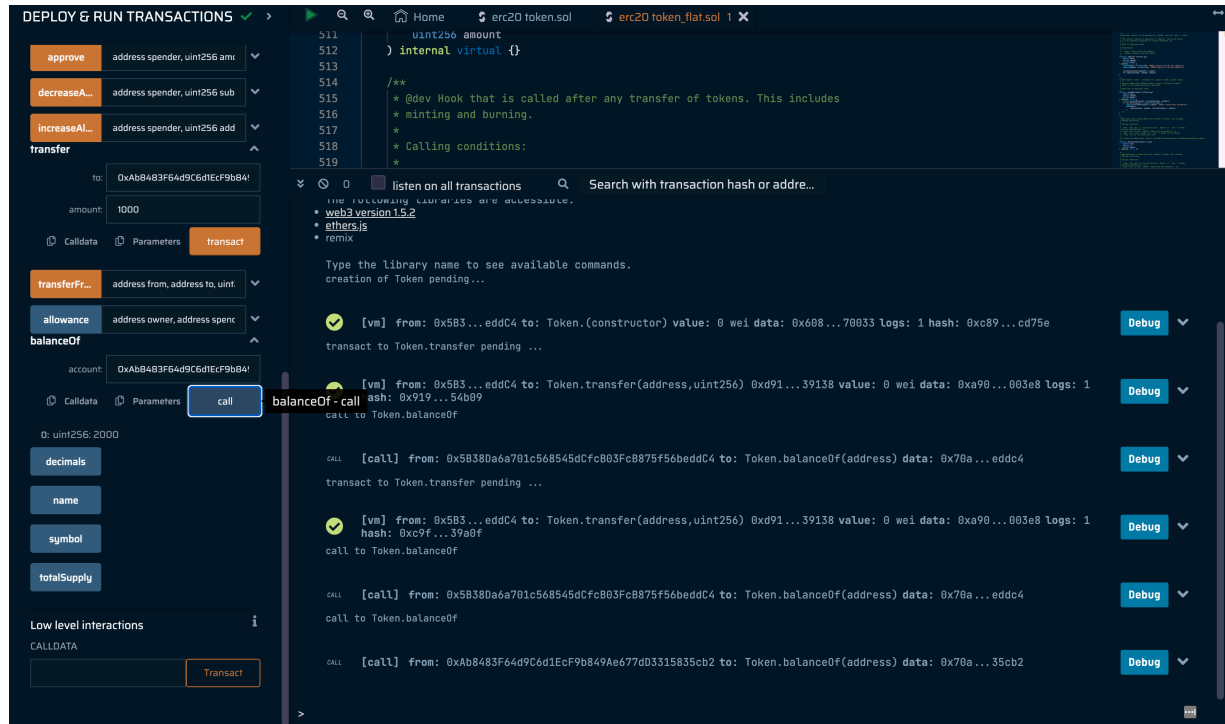 DEPLOY & RUN TRANSACTIONS
approve address spender, uint256 amo
decreaseA... address spender, uint256 sub
increaseAl... address spender, uint256 add
transfer
to: 0xAb8483F64d9C6d1EcF9b849
amount: 1000
Calldata Parameters transact
transferFr... address from, address to, uint
allowance address owner, address spenc
balanceOf
account: 0xAb8483F64d9C6d1EcF9b849
Calldata Parameters call
balanceOf - call
0: uint256: 2000
decimals
name
symbol
totalSupply
Low level interactions i
CALLDATA
Transact
Home erc20 token.sol erc20 token_flat.sol 1
511 uint256 amount
512 ) internal virtual {}
513
514 /**
515 * @dev Hook that is called after any transfer of tokens. This includes
516 * minting and burning.
517 *
518 * Calling conditions:
519 *
0 listen on all transactions Search with transaction hash or addre...
The following libraries are accessible:
• web3 version 1.5.2
• ethers.js
• remix
Type the library name to see available commands.
creation of Token pending...
[vm] from: 0x5B3...eddC4 to: Token.(constructor) value: 0 wei data: 0x608...70033 logs: 1 hash: 0xc89...cd75e Debug
transact to Token.transfer pending ...
[vm] from: 0x5B3...eddC4 to: Token.transfer(address,uint256) 0xd91...39138 value: 0 wei data: 0xa90...003e8 logs: 1 Debug
hash: 0x919...54b09
call to Token.balanceOf
CALL [call] from: 0x5B38Da6a701c568545dCfcB03FcB875f56beddC4 to: Token.balanceOf(address) data: 0x70a...eddc4 Debug
transact to Token.transfer pending ...
[vm] from: 0x5B3...eddC4 to: Token.transfer(address,uint256) 0xd91...39138 value: 0 wei data: 0xa90...003e8 logs: 1 Debug
hash: 0xc9f...39a0f
call to Token.balanceOf
CALL [call] from: 0x5B38Da6a701c568545dCfcB03FcB875f56beddC4 to: Token.balanceOf(address) data: 0x70a...eddc4 Debug
call to Token.balanceOf
CALL [call] from: 0xAb8483F64d9C6d1EcF9b849Ae677dD3315835cb2 to: Token.balanceOf(address) data: 0x70a...35cb2 Debug
>